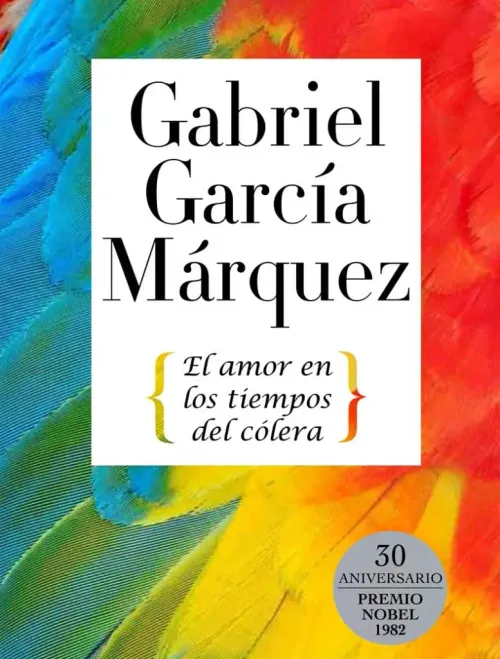 Gabriel
García
Márquez
El amor en
los tiempos
del cólera
30
ANIVERSARIO
PREMIO
NOBEL
1982